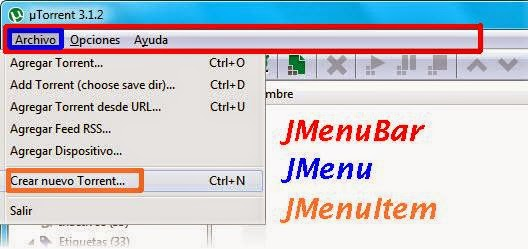 µTorrent 3.1.2
Archivo Opciones Ayuda
Agregar Torrent... Ctrl+O
Add Torrent (choose save dir)... Ctrl+D
Agregar Torrent desde URL... Ctrl+U
Agregar Feed RSS...
Agregar Dispositivo...
Crear nuevo Torrent... Ctrl+N
Salir
mbre
JMenuBar
JMenu
JMenuItem
Etiquetas (33)